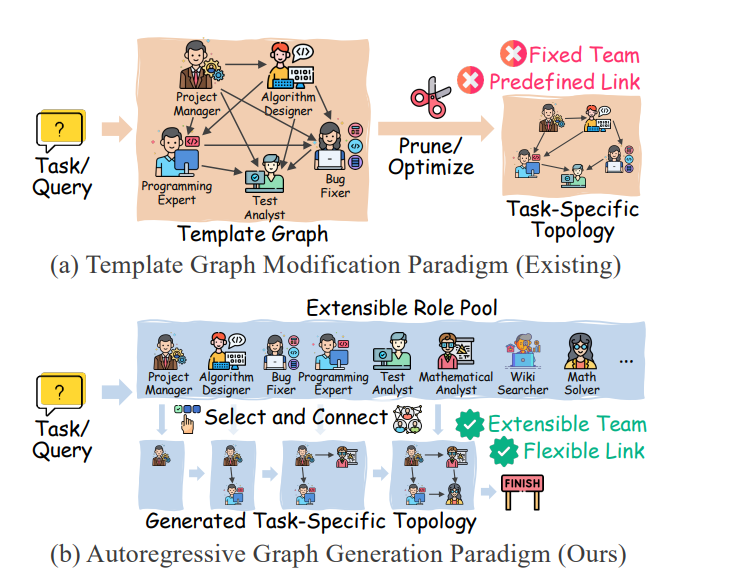 Fixed Team
Predefined Link
Project
Manager
Algorithm
Designer
?
Task/
Query
Prune/
Optimize
Programming
Expert
Test
Analyst
Bug
Fixer
Template Graph
Task-Specific
Topology
(a) Template Graph Modification Paradigm (Existing)
Extensible Role Pool
?
Task/
Query
Project
Manager
Algorithm
Designer
Bug
Fixer
Programming
Expert
Test
Analyst
Mathematical
Analyst
Wiki
Searcher
Math
Solver
...
Select and Connect
Extensible Team
Flexible Link
FINISH
Generated Task-Specific Topology
(b) Autoregressive Graph Generation Paradigm (Ours)